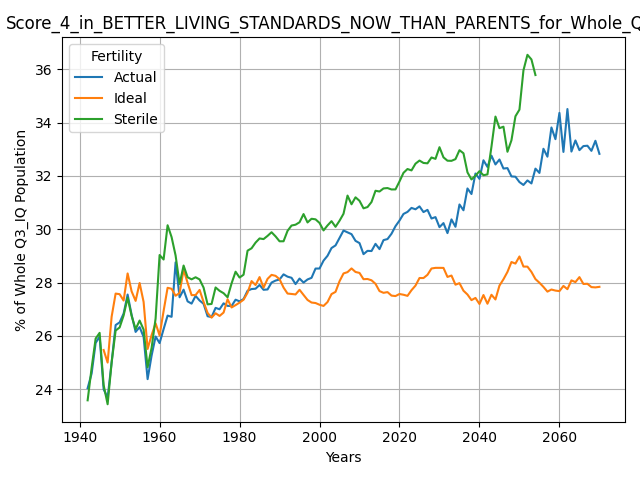 Score_4_in_BETTER_LIVING_STANDARDS_NOW_THAN_PARENTS_for_Whole_Q
Fertility
Actual
Ideal
Sterile
% of Whole Q3_IQ Population
36
34
32
30
28
26
24
1940
1960
1980
2000
2020
2040
2060
Years